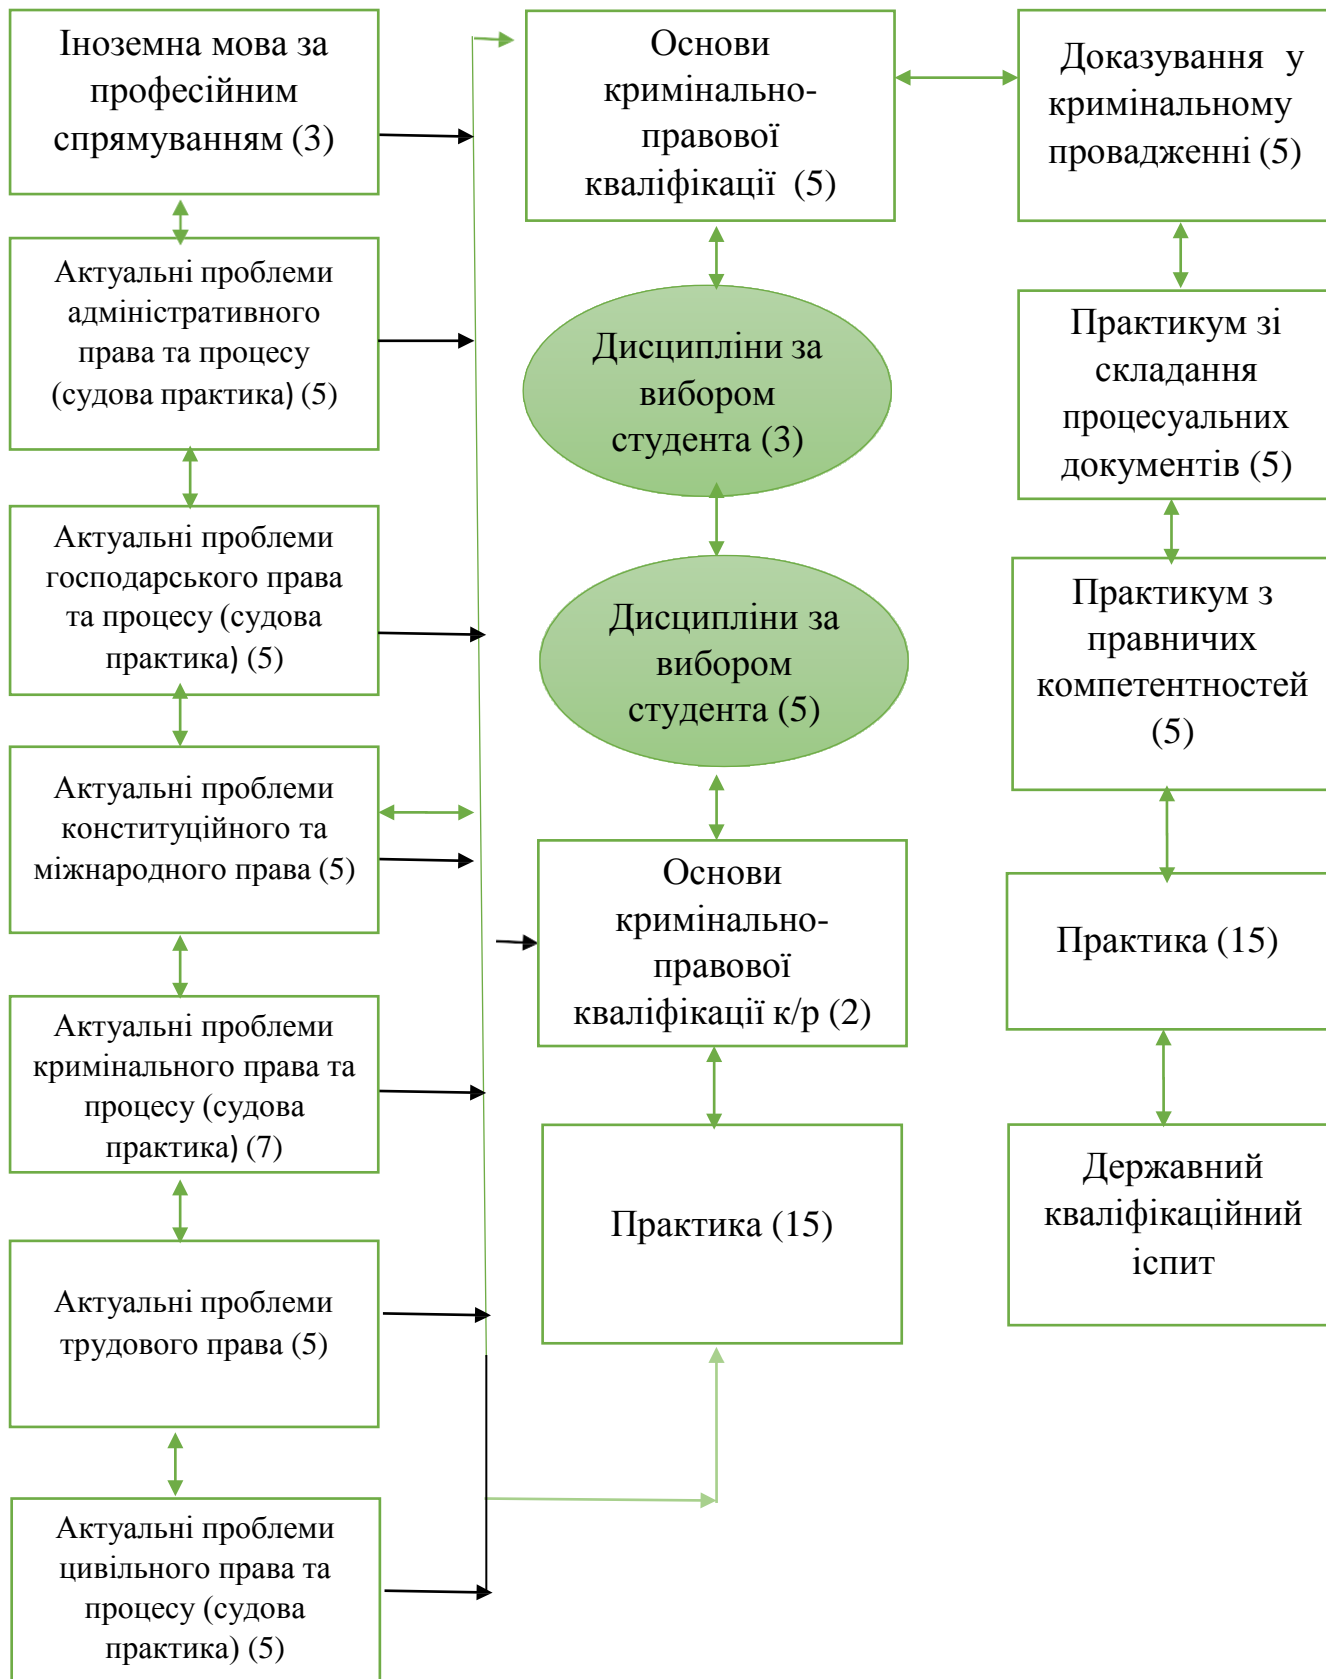 Іноземна мова за
професійним
спрямуванням (3)
Актуальні проблеми
адміністративного
права та процесу
(судова практика) (5)
Актуальні проблеми
господарського права
та процесу (судова
практика) (5)
Актуальні проблеми
конституційного та
міжнародного права (5)
Актуальні проблеми
кримінального права та
процесу (судова
практика) (7)
Актуальні проблеми
трудового права (5)
Актуальні проблеми
цивільного права та
процесу (судова
практика) (5)
Основи
кримінально-
правової
кваліфікації (5)
Дисципліни за
вибором
студента (3)
Дисципліни за
вибором
студента (5)
Основи
кримінально-
правової
кваліфікації к/р (2)
Практика (15)
Доказування у
кримінальному
провадженні (5)
Практикум зі
складання
процесуальних
документів (5)
Практикум з
правничих
компетентностей
(5)
Практика (15)
Державний
кваліфікаційний
іспит